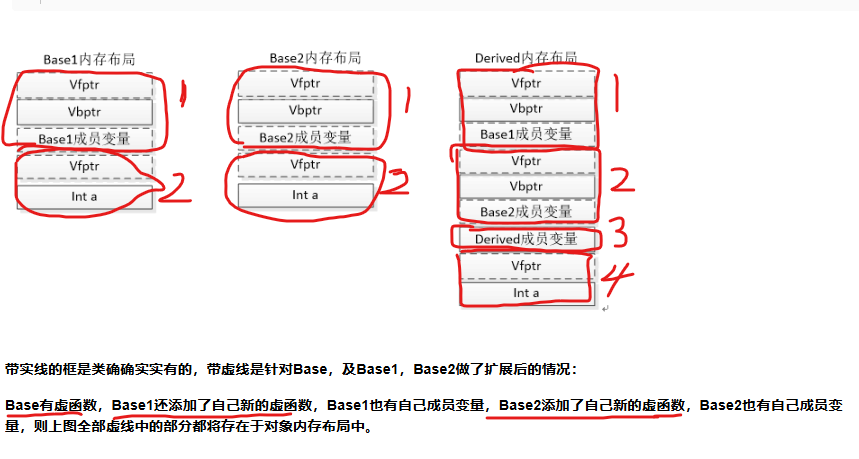 Base1内存布局
Vfptr
Vbptr
Base1成员变量
Vfptr
Int a
1
2
Base2内存布局
Vfptr
Vbptr
Base2成员变量
Vfptr
Int a
1
2
Derived内存布局
Vfptr
Vbptr
Base1成员变量
Vfptr
Vbptr
Base2成员变量
Derived成员变量
Vfptr
Int a
1
2
3
4
带实线的框是类确确实实有的，带虚线是针对Base，及Base1，Base2做了扩展后的情况：
Base有虚函数，Base1还添加了自己新的虚函数，Base1也有自己成员变量，Base2添加了自己新的虚函数，Base2也有自己成员变
量，则上图全部虚线中的部分都将存在于对象内存布局中。